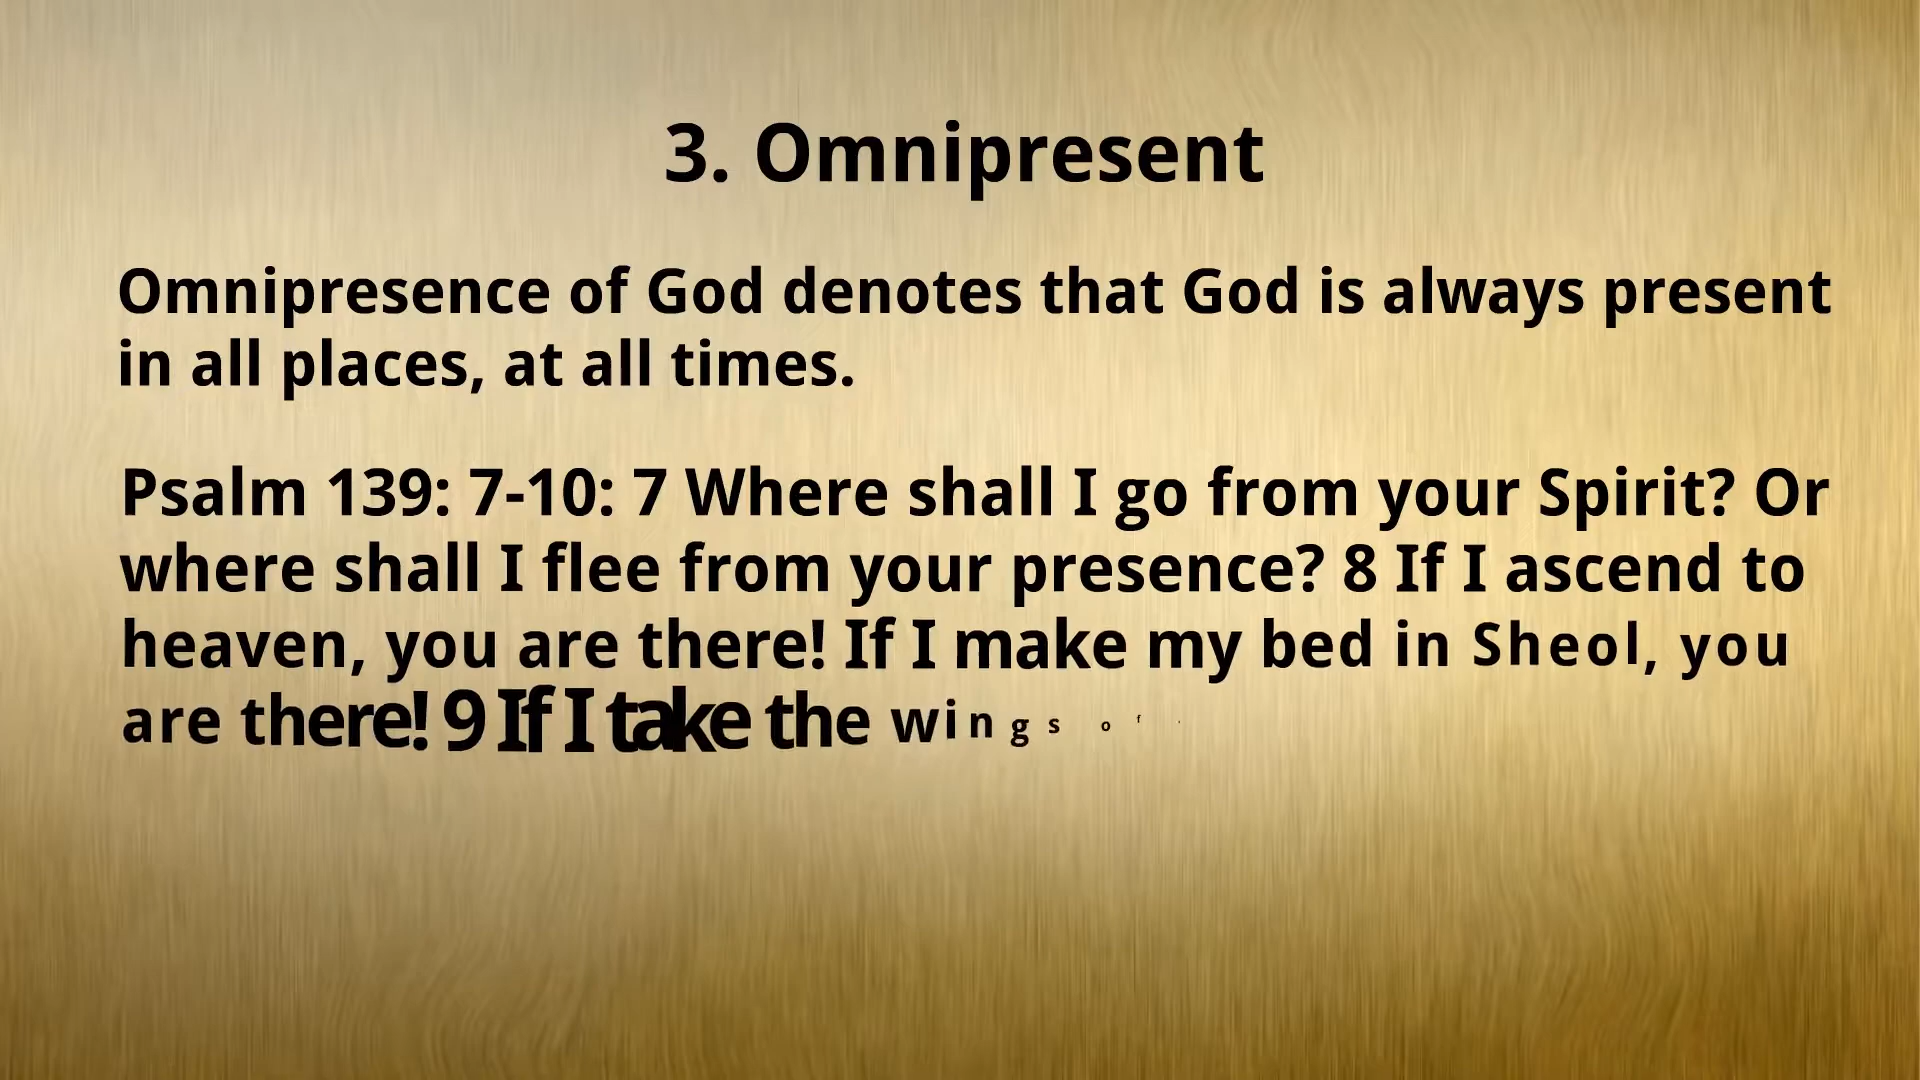 3. Omnipresent
Omnipresence of God denotes that God is always present
in all places, at all times.
Psalm 139: 7-10: 7 Where shall I go from your Spirit? Or
where shall I flee from your presence? 8 If I ascend to
heaven, you are there! If I make my bed in Sheol, you
are there! 9 If I take the wings of